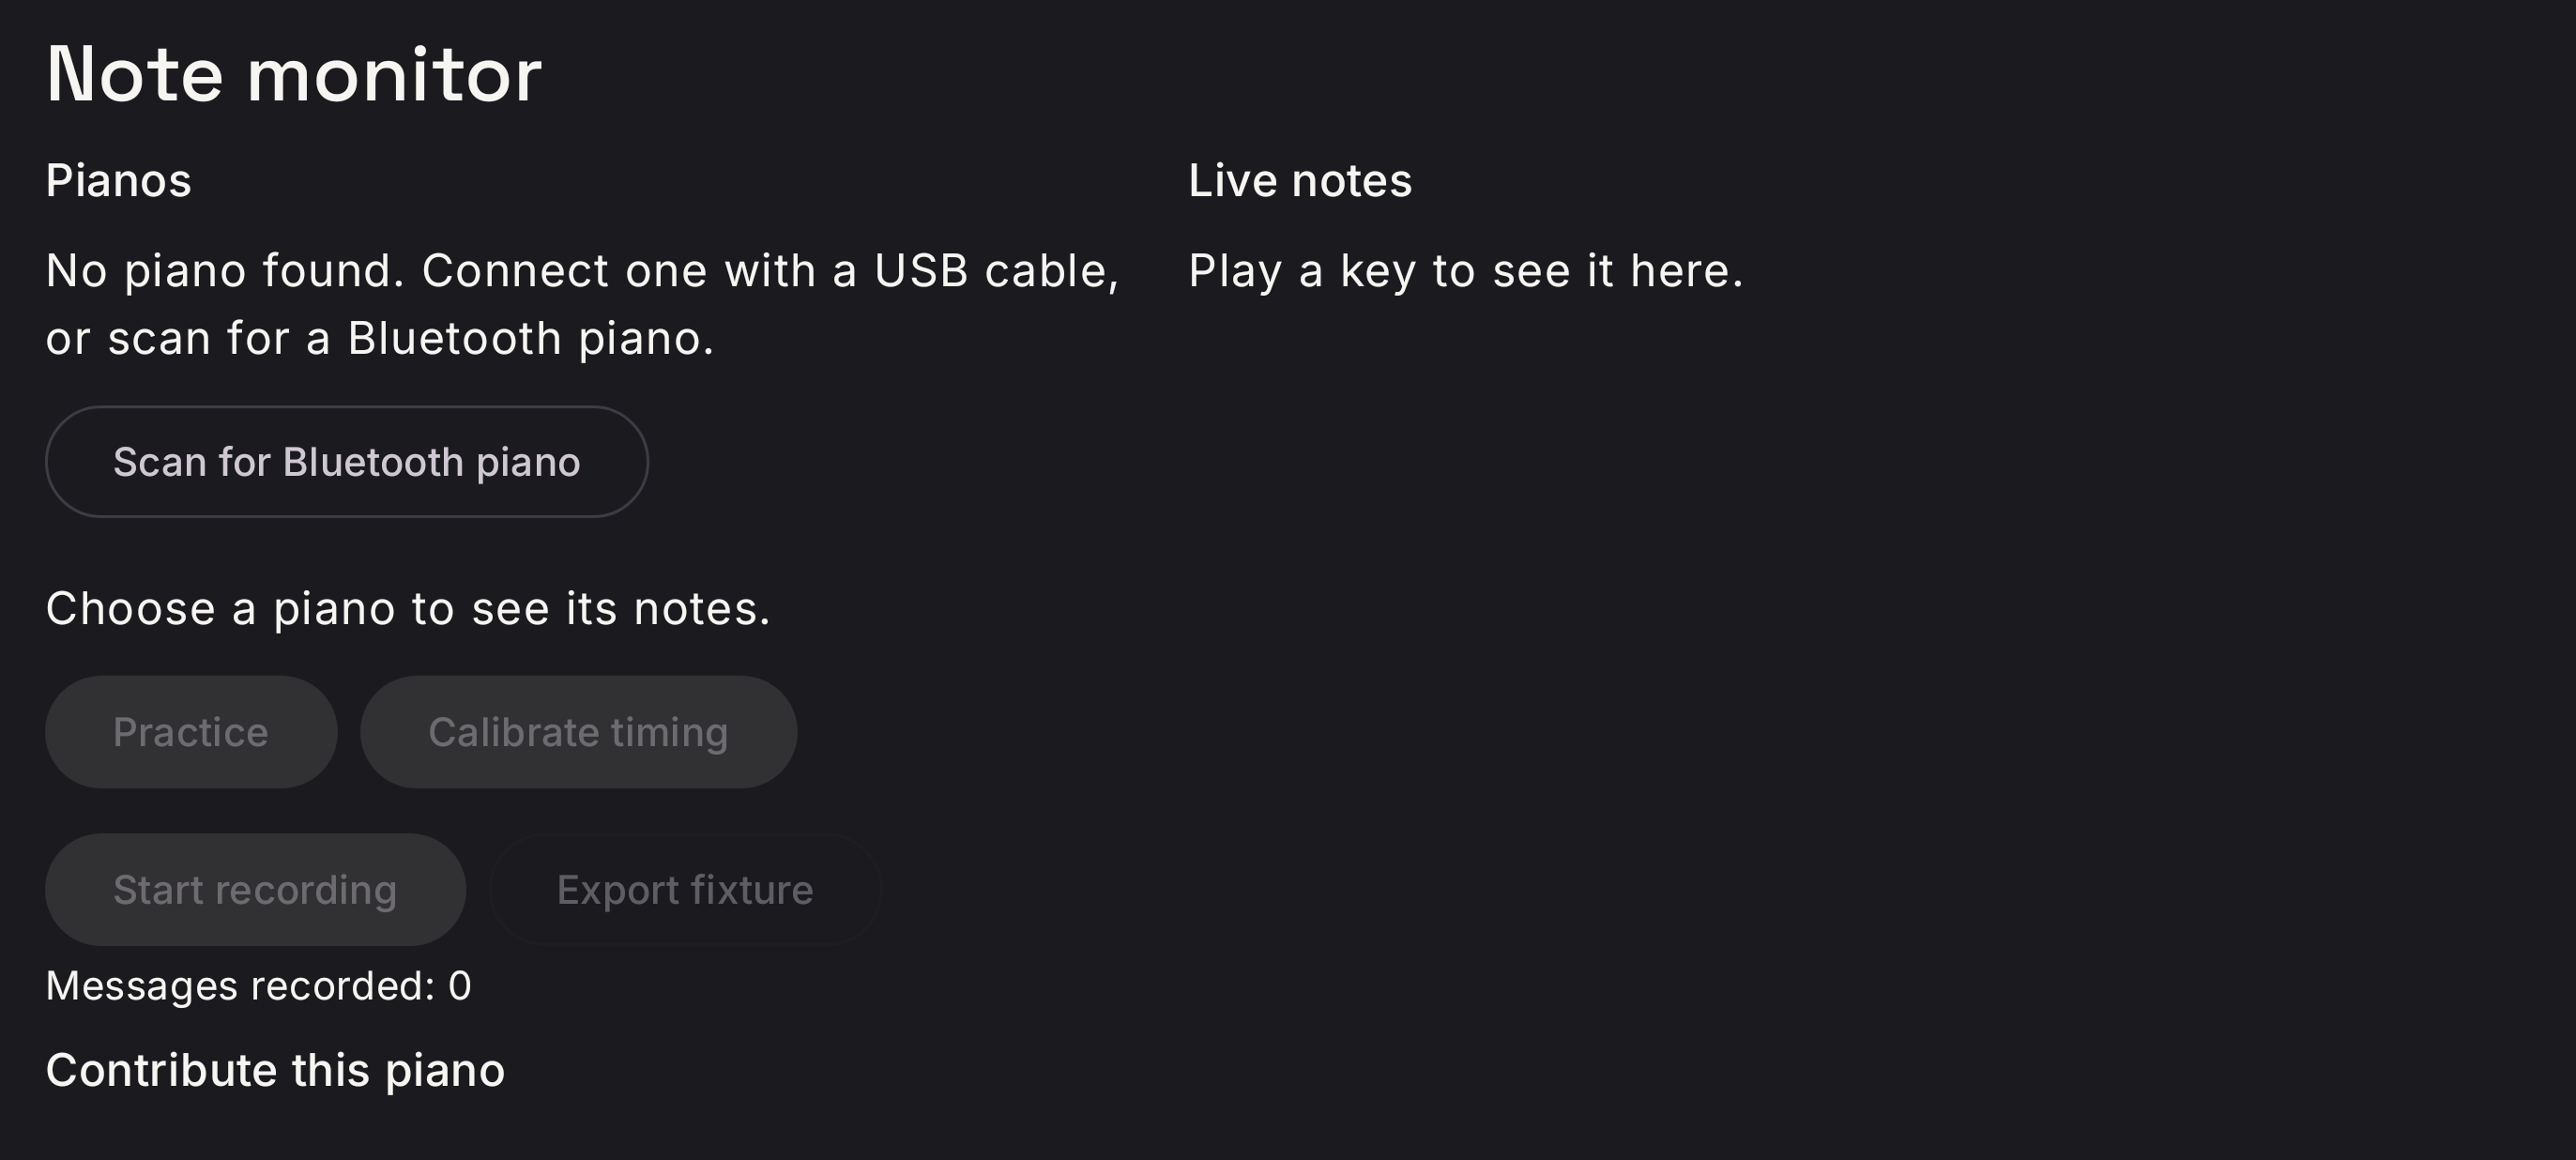 Note monitor
Pianos
No piano found. Connect one with a USB cable,
or scan for a Bluetooth piano.
Scan for Bluetooth piano
Choose a piano to see its notes.
Practice
Calibrate timing
Start recording
Export fixture
Messages recorded: 0
Contribute this piano
Live notes
Play a key to see it here.